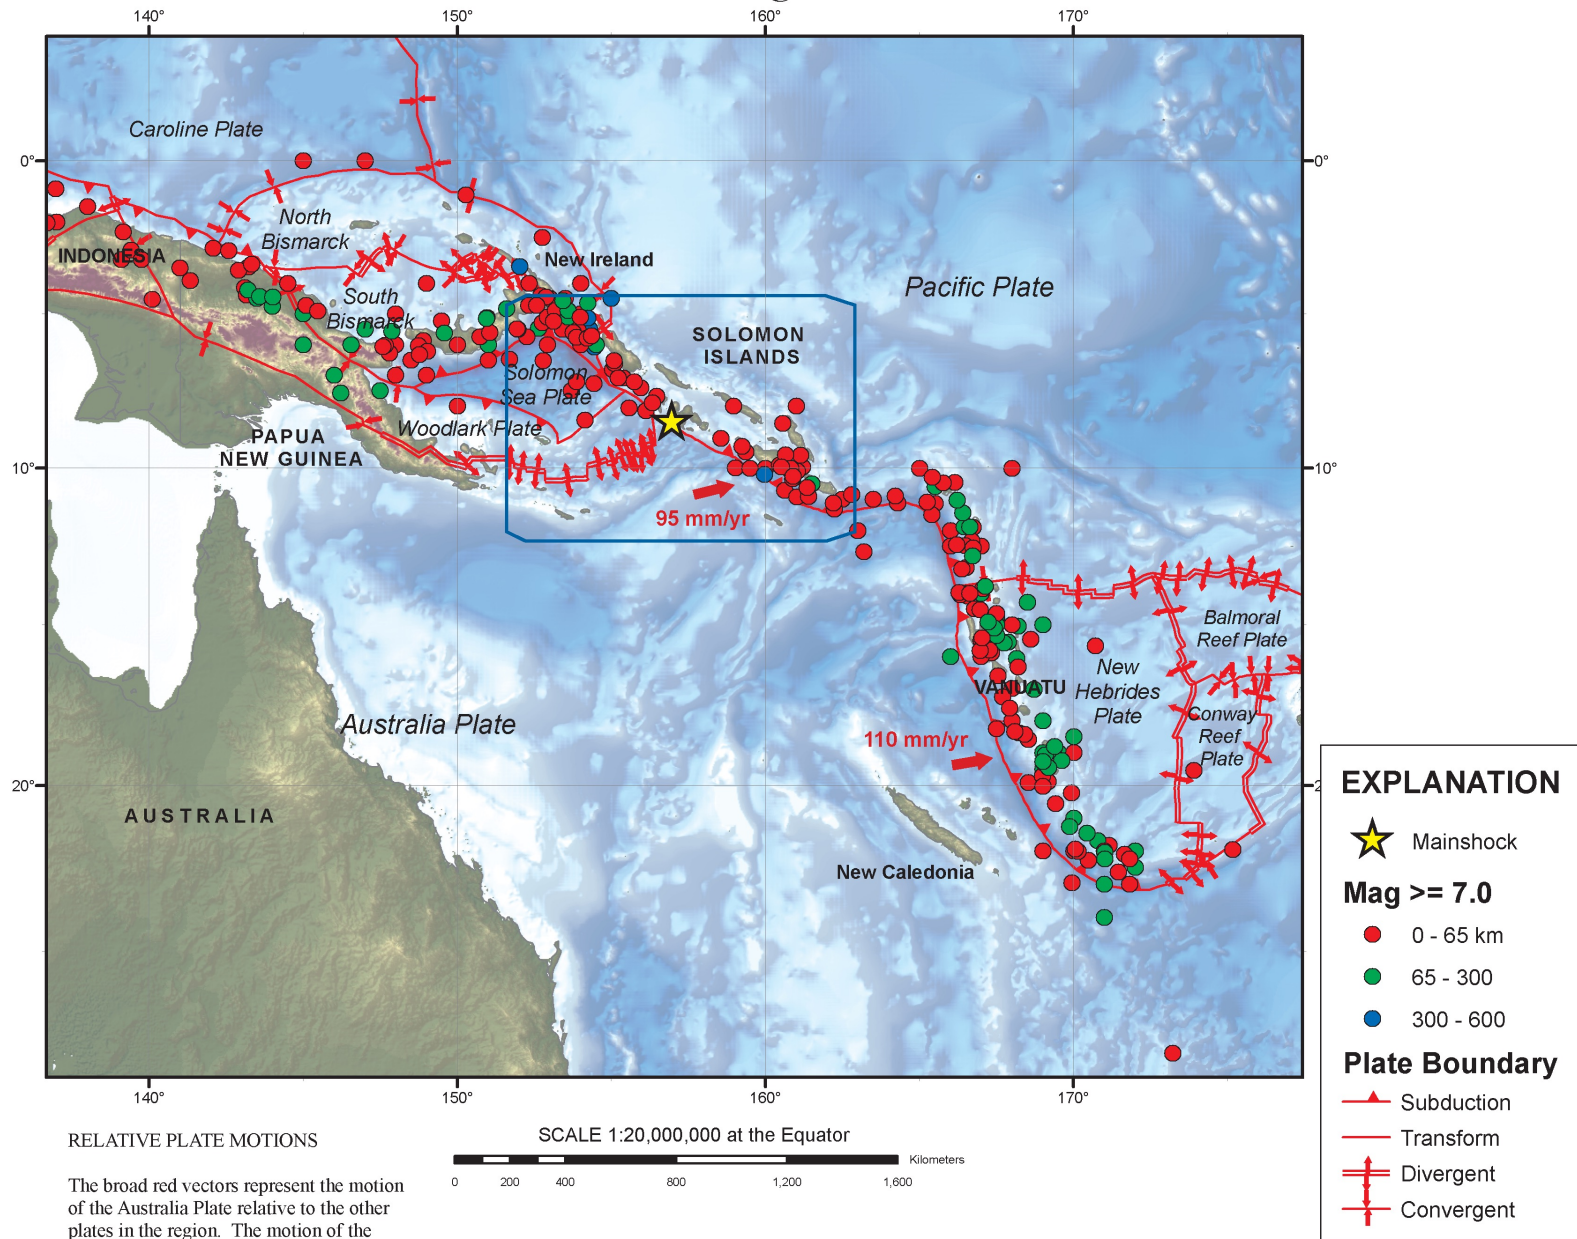 140°
150°
160°
170°
Caroline Plate
0°
0°
North
Bismarck
INDONESIA
New Ireland
Pacific Plate
South
Bismarck
SOLOMON
ISLANDS
Solomon
Sea Plate
Woodlark Plate
PAPUA
NEW GUINEA
10°
10°
95 mm/yr
Balmoral
Reef Plate
New
Hebrides
Plate
VANUATU
Conway
Reef
Plate
Australia Plate
110 mm/yr
20°
2
AUSTRALIA
New Caledonia
140°
150°
160°
170°
EXPLANATION
Mainshock
Mag >= 7.0
0 - 65 km
65 - 300
300 - 600
Plate Boundary
Subduction
Transform
Divergent
Convergent
RELATIVE PLATE MOTIONS
The broad red vectors represent the motion
of the Australia Plate relative to the other
plates in the region. The motion of the
SCALE 1:20,000,000 at the Equator
Kilometers
0 200 400 800 1,200 1,600